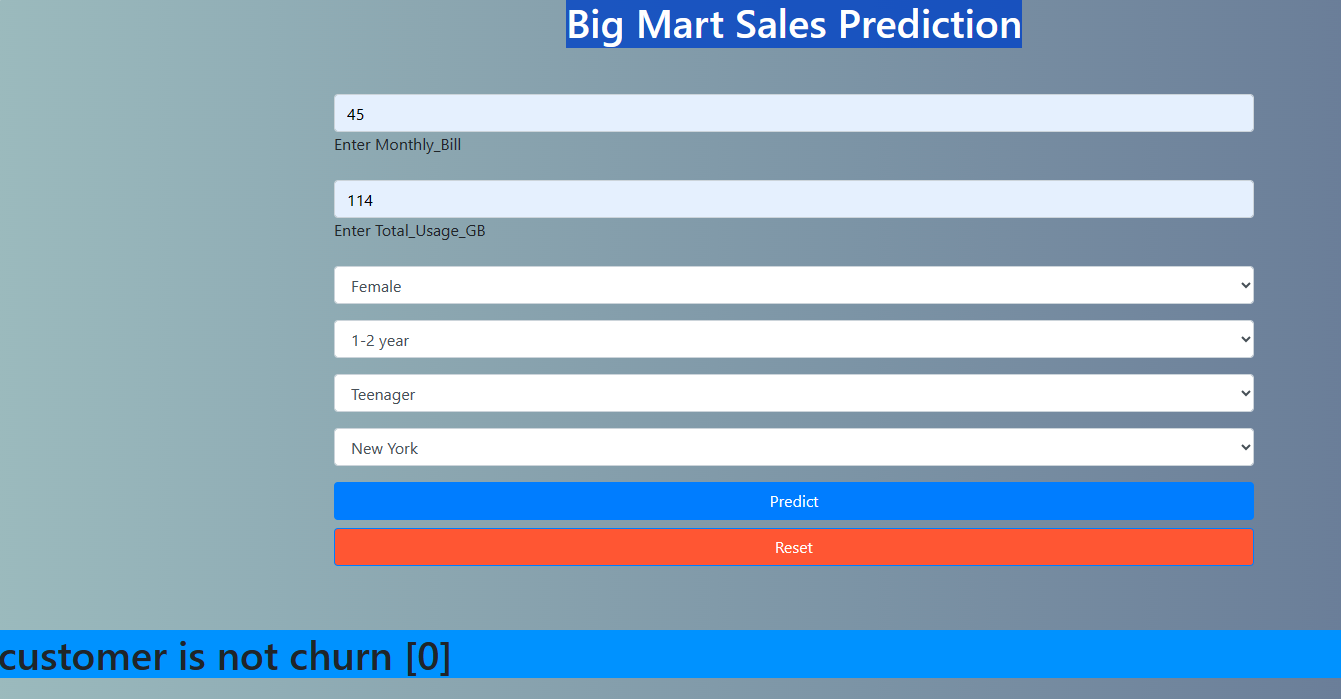 Big Mart Sales Prediction
45
Enter Monthly_Bill
114
Enter Total_Usage_GB
Female
1-2 year
Teenager
New York
Predict
Reset
customer is not churn [0]